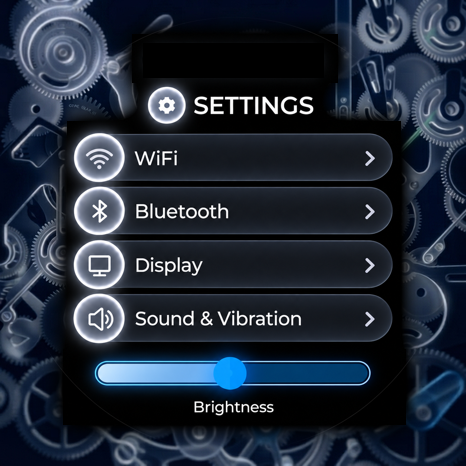 SETTINGS
WiFi
Bluetooth
Display
Sound & Vibration
Brightness